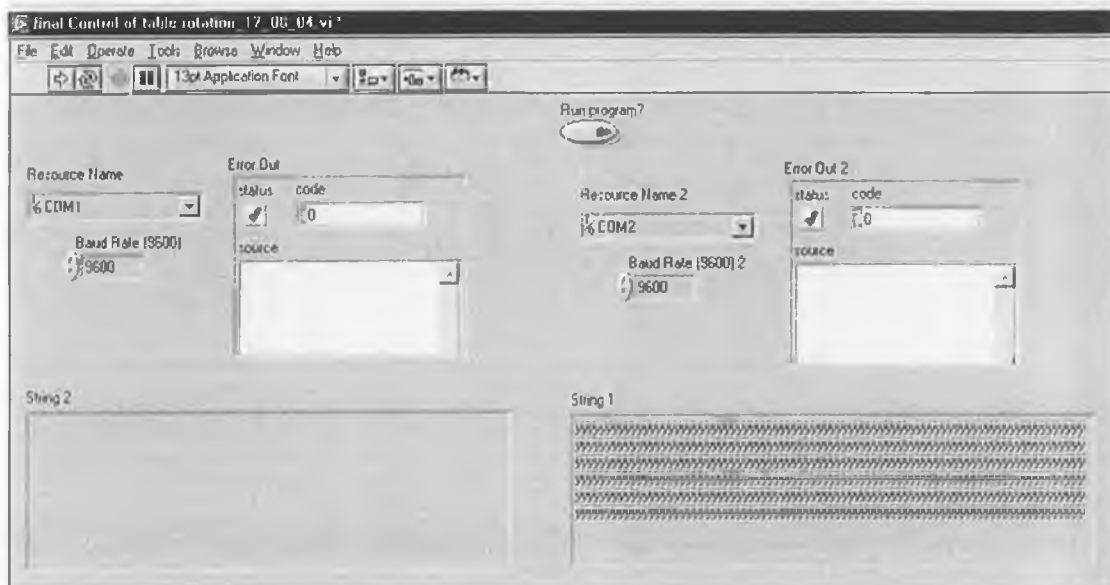 final Control of table rotation_17_06_04.vi *
File Edit Operate Tools Browse Window Help
13pt Application Font
Run program?
Resource Name
COM1
Baud Rate (9600)
9600
Error Out
status code
0
source
Resource Name 2
COM2
Baud Rate (9600) 2
9600
Error Out 2
status code
0
source
String 2
String 1